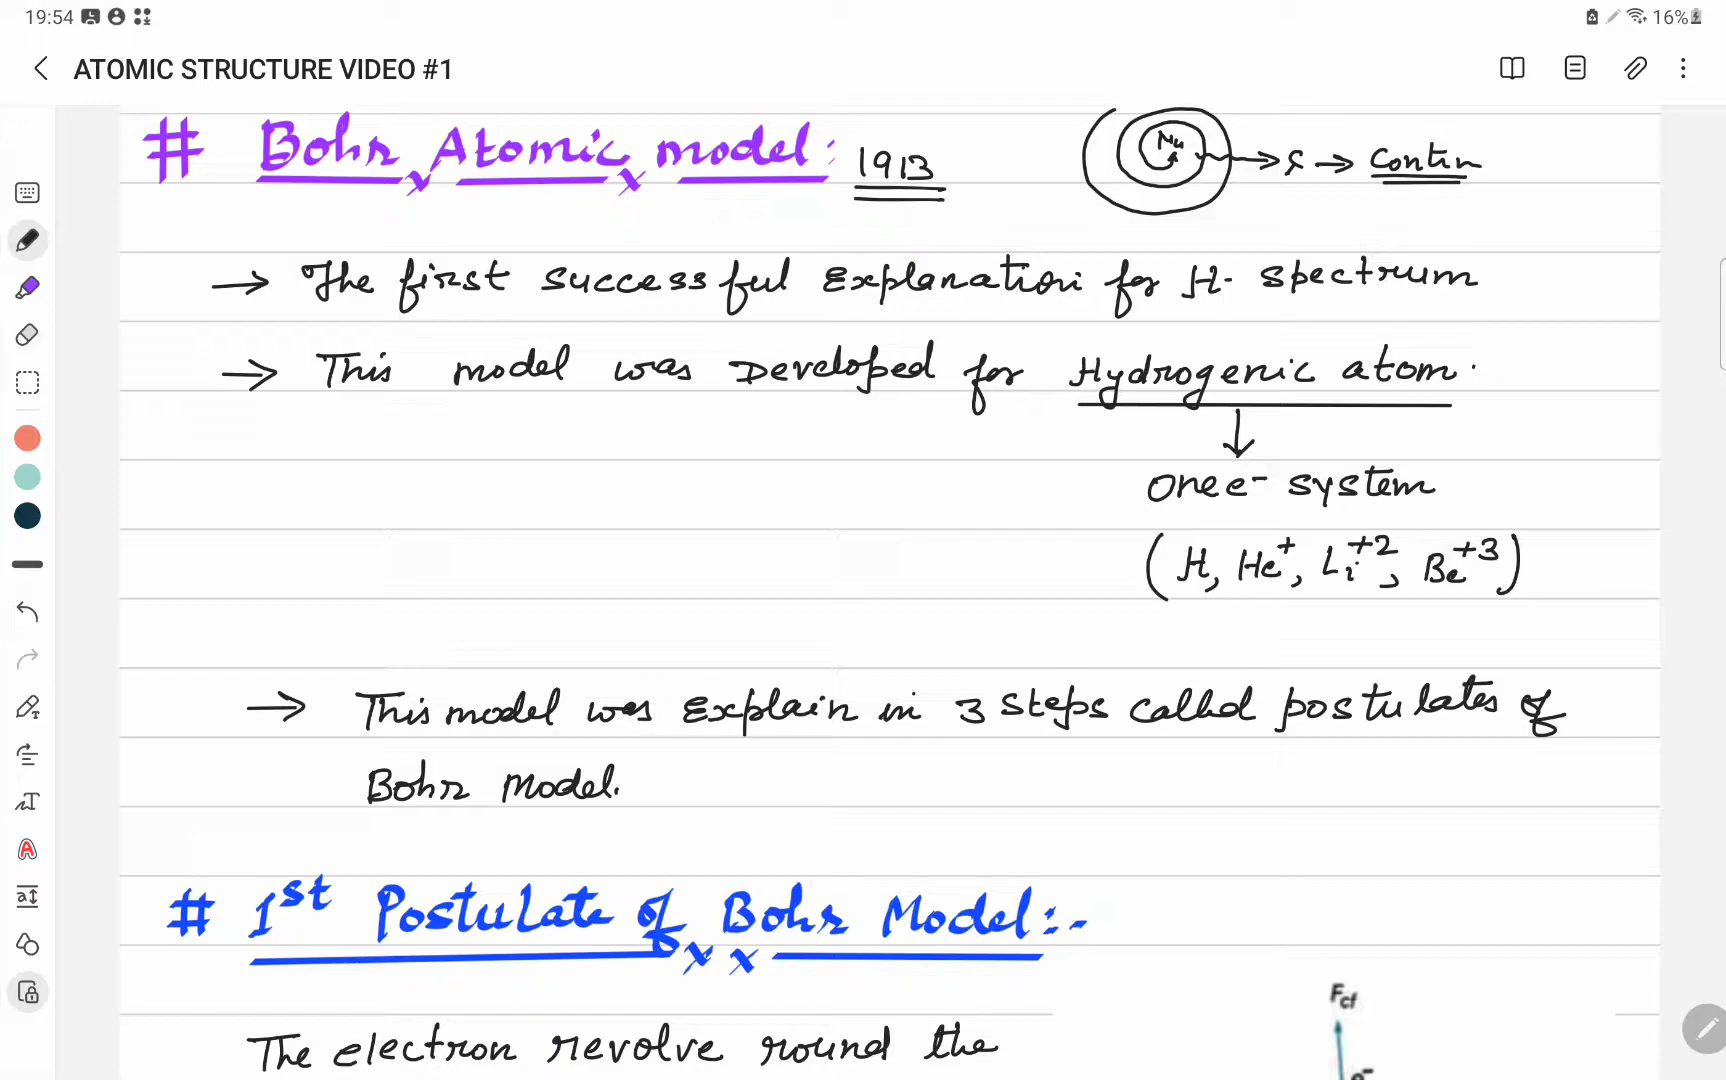 19:54
16%
ATOMIC STRUCTURE VIDEO #1
# Bohr Atomic model: 1913
Nu → → Contin
→ The first successful Explanation for H- spectrum
→ This model was Developed for Hydrogenic atom.
↓
One e- system
(H, He+, Li+2, Be+3)
→ This model was Explain in 3 Steps called postulates of
Bohr Model.
# 1st Postulate of Bohr Model:-
Fcf
The electron revolve round the
e-